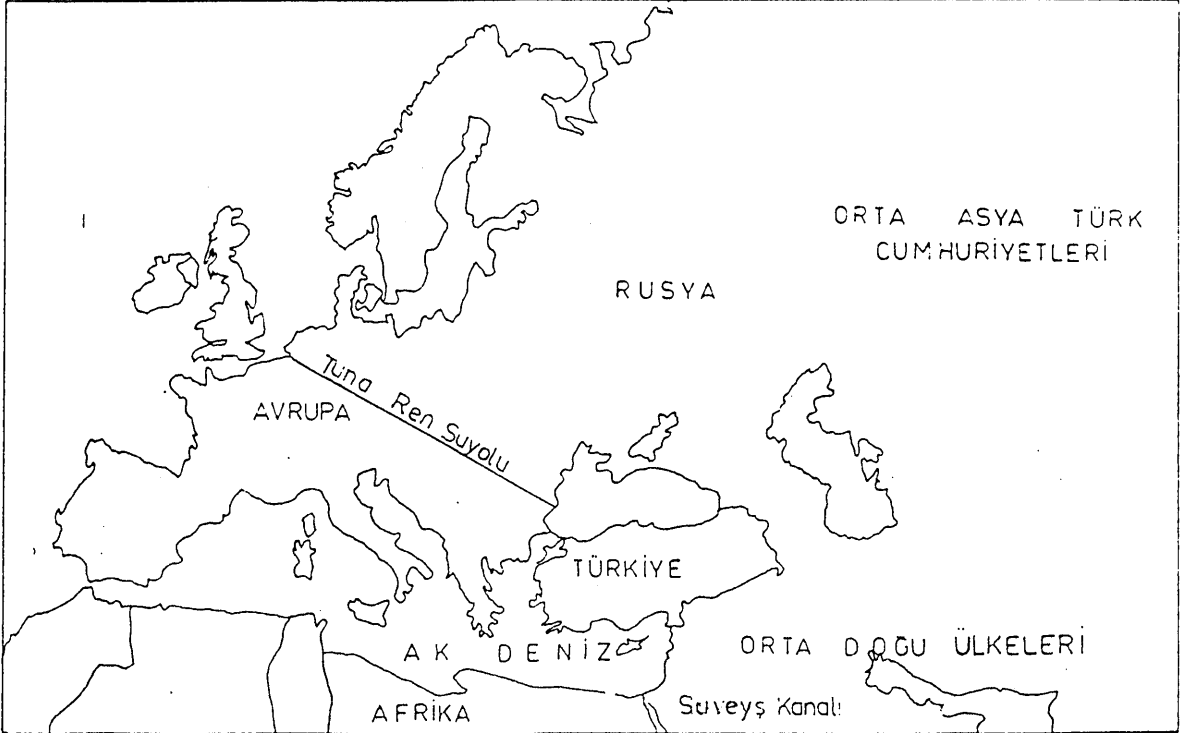 ORTA ASYA TÜRK
CUMHURİYETLERİ
RUSYA
Tuna Ren Suyolu
AVRUPA
TÜRKİYE
AK DENİZ
ORTA DOĞU ÜLKELERİ
AFRİKA
Süveyş Kanalı